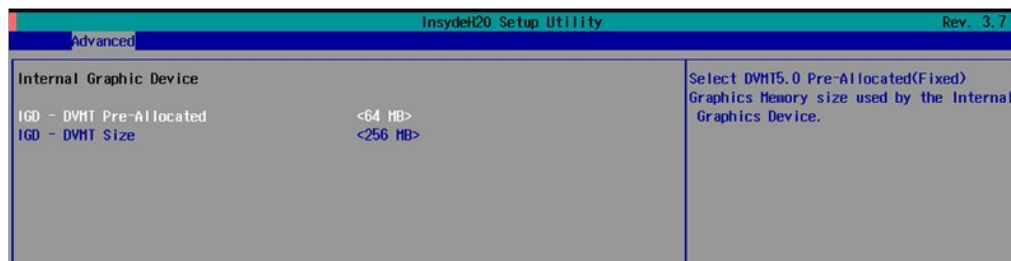 InsydeH20 Setup Utility Rev. 3.7
Advanced
Internal Graphic Device
IGD - DVMT Pre-Allocated <64 MB>
IGD - DVMT Size <256 MB>
Select DVMT5.0 Pre-Allocated(Fixed)
Graphics Memory size used by the Internal
Graphics Device.